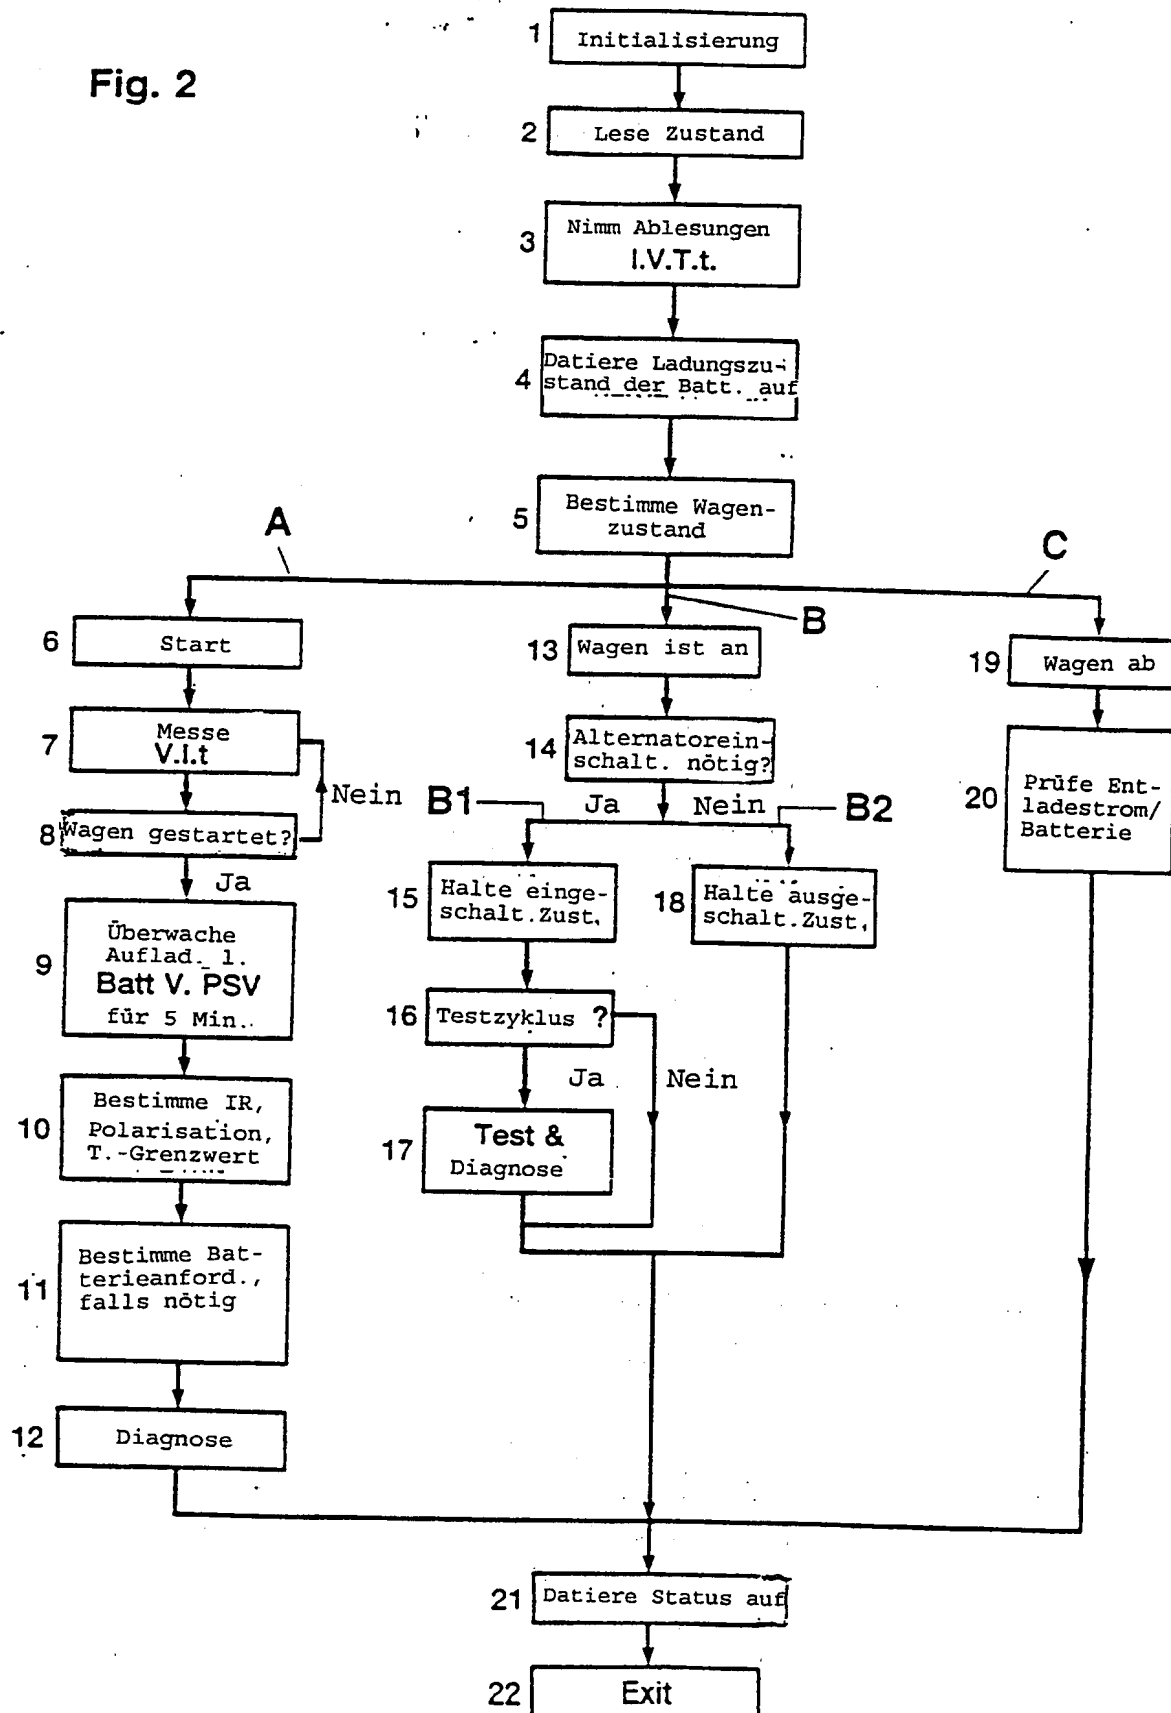 Fig. 2
1
Initialisierung
2
Lese Zustand
3
Nimm Ablesungen
I.V.T.t.
4
Datiere Ladungszu-
stand der Batt. auf
5
Bestimme Wagen-
zustand
A
B
C
6
Start
7
Messe
V.I.t
8
Wagen gestartet?
Nein
Ja
9
Überwache
Auflad. l.
Batt V. PSV
für 5 Min.
10
Bestimme IR,
Polarisation,
T.-Grenzwert
11
Bestimme Bat-
terieanford.,
falls nötig
12
Diagnose
13
Wagen ist an
14
Alternatorein-
schalt. nötig?
B1
Ja
Nein
B2
15
Halte einge-
schalt.Zust.
16
Testzyklus ?
Ja
Nein
17
Test &
Diagnose
18
Halte ausge-
schalt.Zust.
19
Wagen ab
20
Prüfe Ent-
ladestrom/
Batterie
21
Datiere Status auf
22
Exit